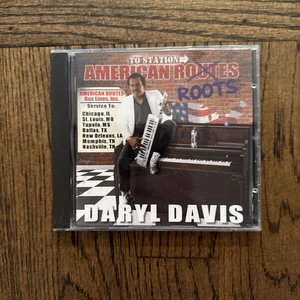 TO STATION
AMERICAN ROUTES
ROOTS
AMERICAN ROUTES
Bus Lines, Inc.
Service To:
Chicago, IL
St. Louis, MO
Tupelo, MS
Dallas, TX
New Orleans, LA
Memphis, TN
Nashville, TN
DARYL DAVIS